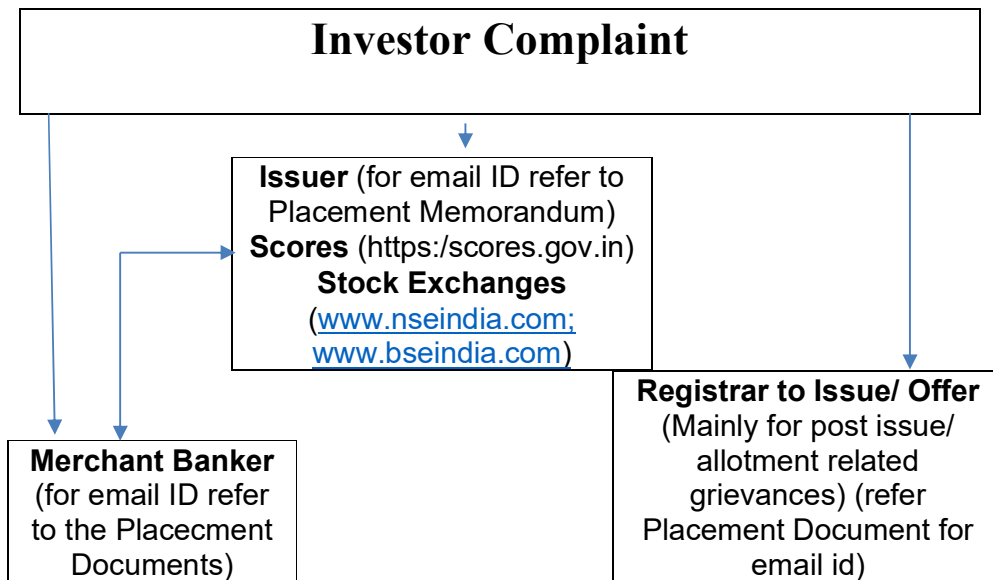 Investor Complaint
Issuer (for email ID refer to
Placement Memorandum)
Scores (https:/scores.gov.in)
Stock Exchanges
(www.nseindia.com;
www.bseindia.com)
Merchant Banker
(for email ID refer
to the Placecment
Documents)
Registrar to Issue/ Offer
(Mainly for post issue/
allotment related
grievances) (refer
Placement Document for
email id)